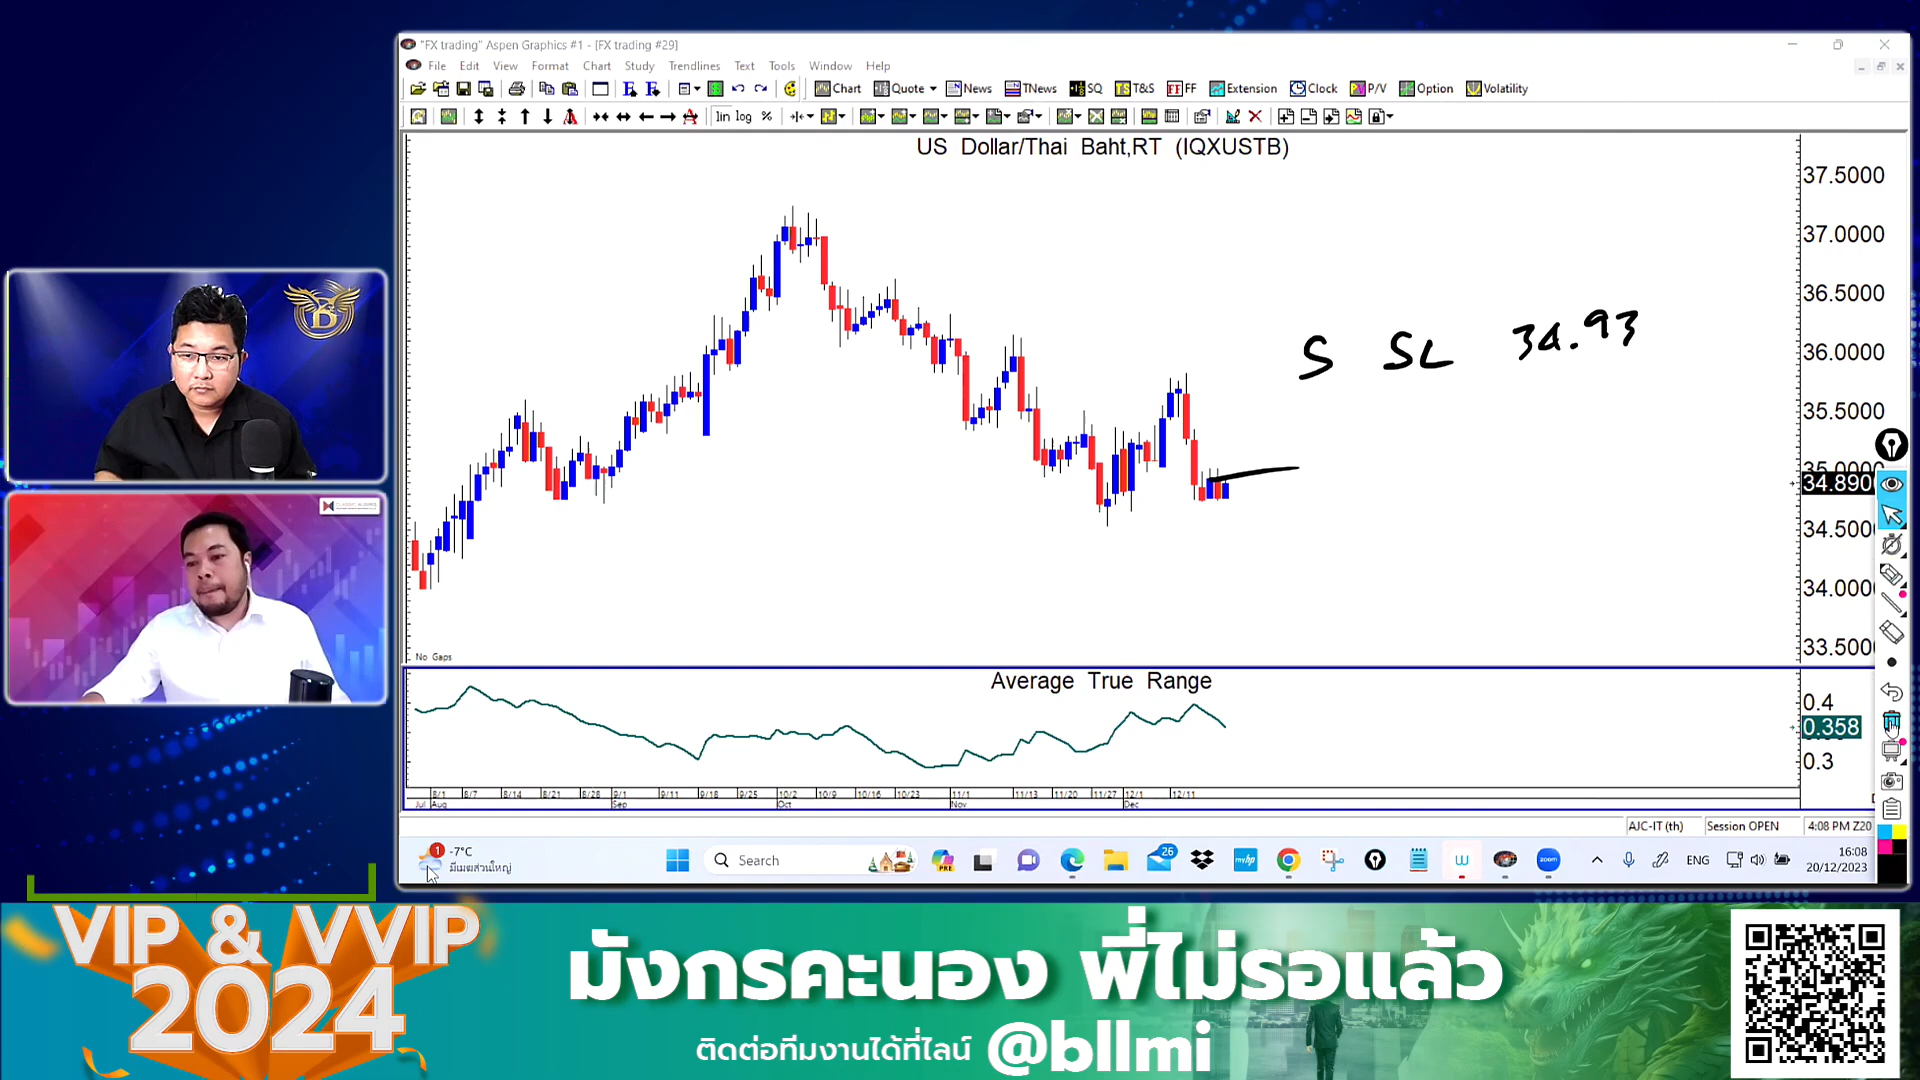 "FX trading" Aspen Graphics #1 - [FX trading #29]
File Edit View Format Chart Study Trendlines Text Tools Window Help
Chart Quote News TNews SQ T&S FF Extension Clock P/V Option Volatility
lin log %
US Dollar/Thai Baht,RT (IQXUSTB)
37.5000
37.0000
36.5000
36.0000
35.5000
34.890
34.500
34.000
33.500
S SL 34.93
No Gaps
Average True Range
0.4
0.358
0.3
8/1 8/7 8/14 8/21 8/28 9/1 9/11 9/18 9/25 10/2 10/9 10/16 10/23 11/1 11/13 11/20 11/27 12/1 12/11
Jul Aug Sep Oct Nov Dec
AJC-IT (th) Session OPEN 4:08 PM Z20
1 -7°C
มีเมฆส่วนใหญ่
Search
PRE
26
myhp
zoom
ENG
16:08
20/12/2023
VIP & VVIP
2024
มังกรคะนอง พี่ไม่รอแล้ว
ติดต่อทีมงานได้ที่ไลน์ @bllmi